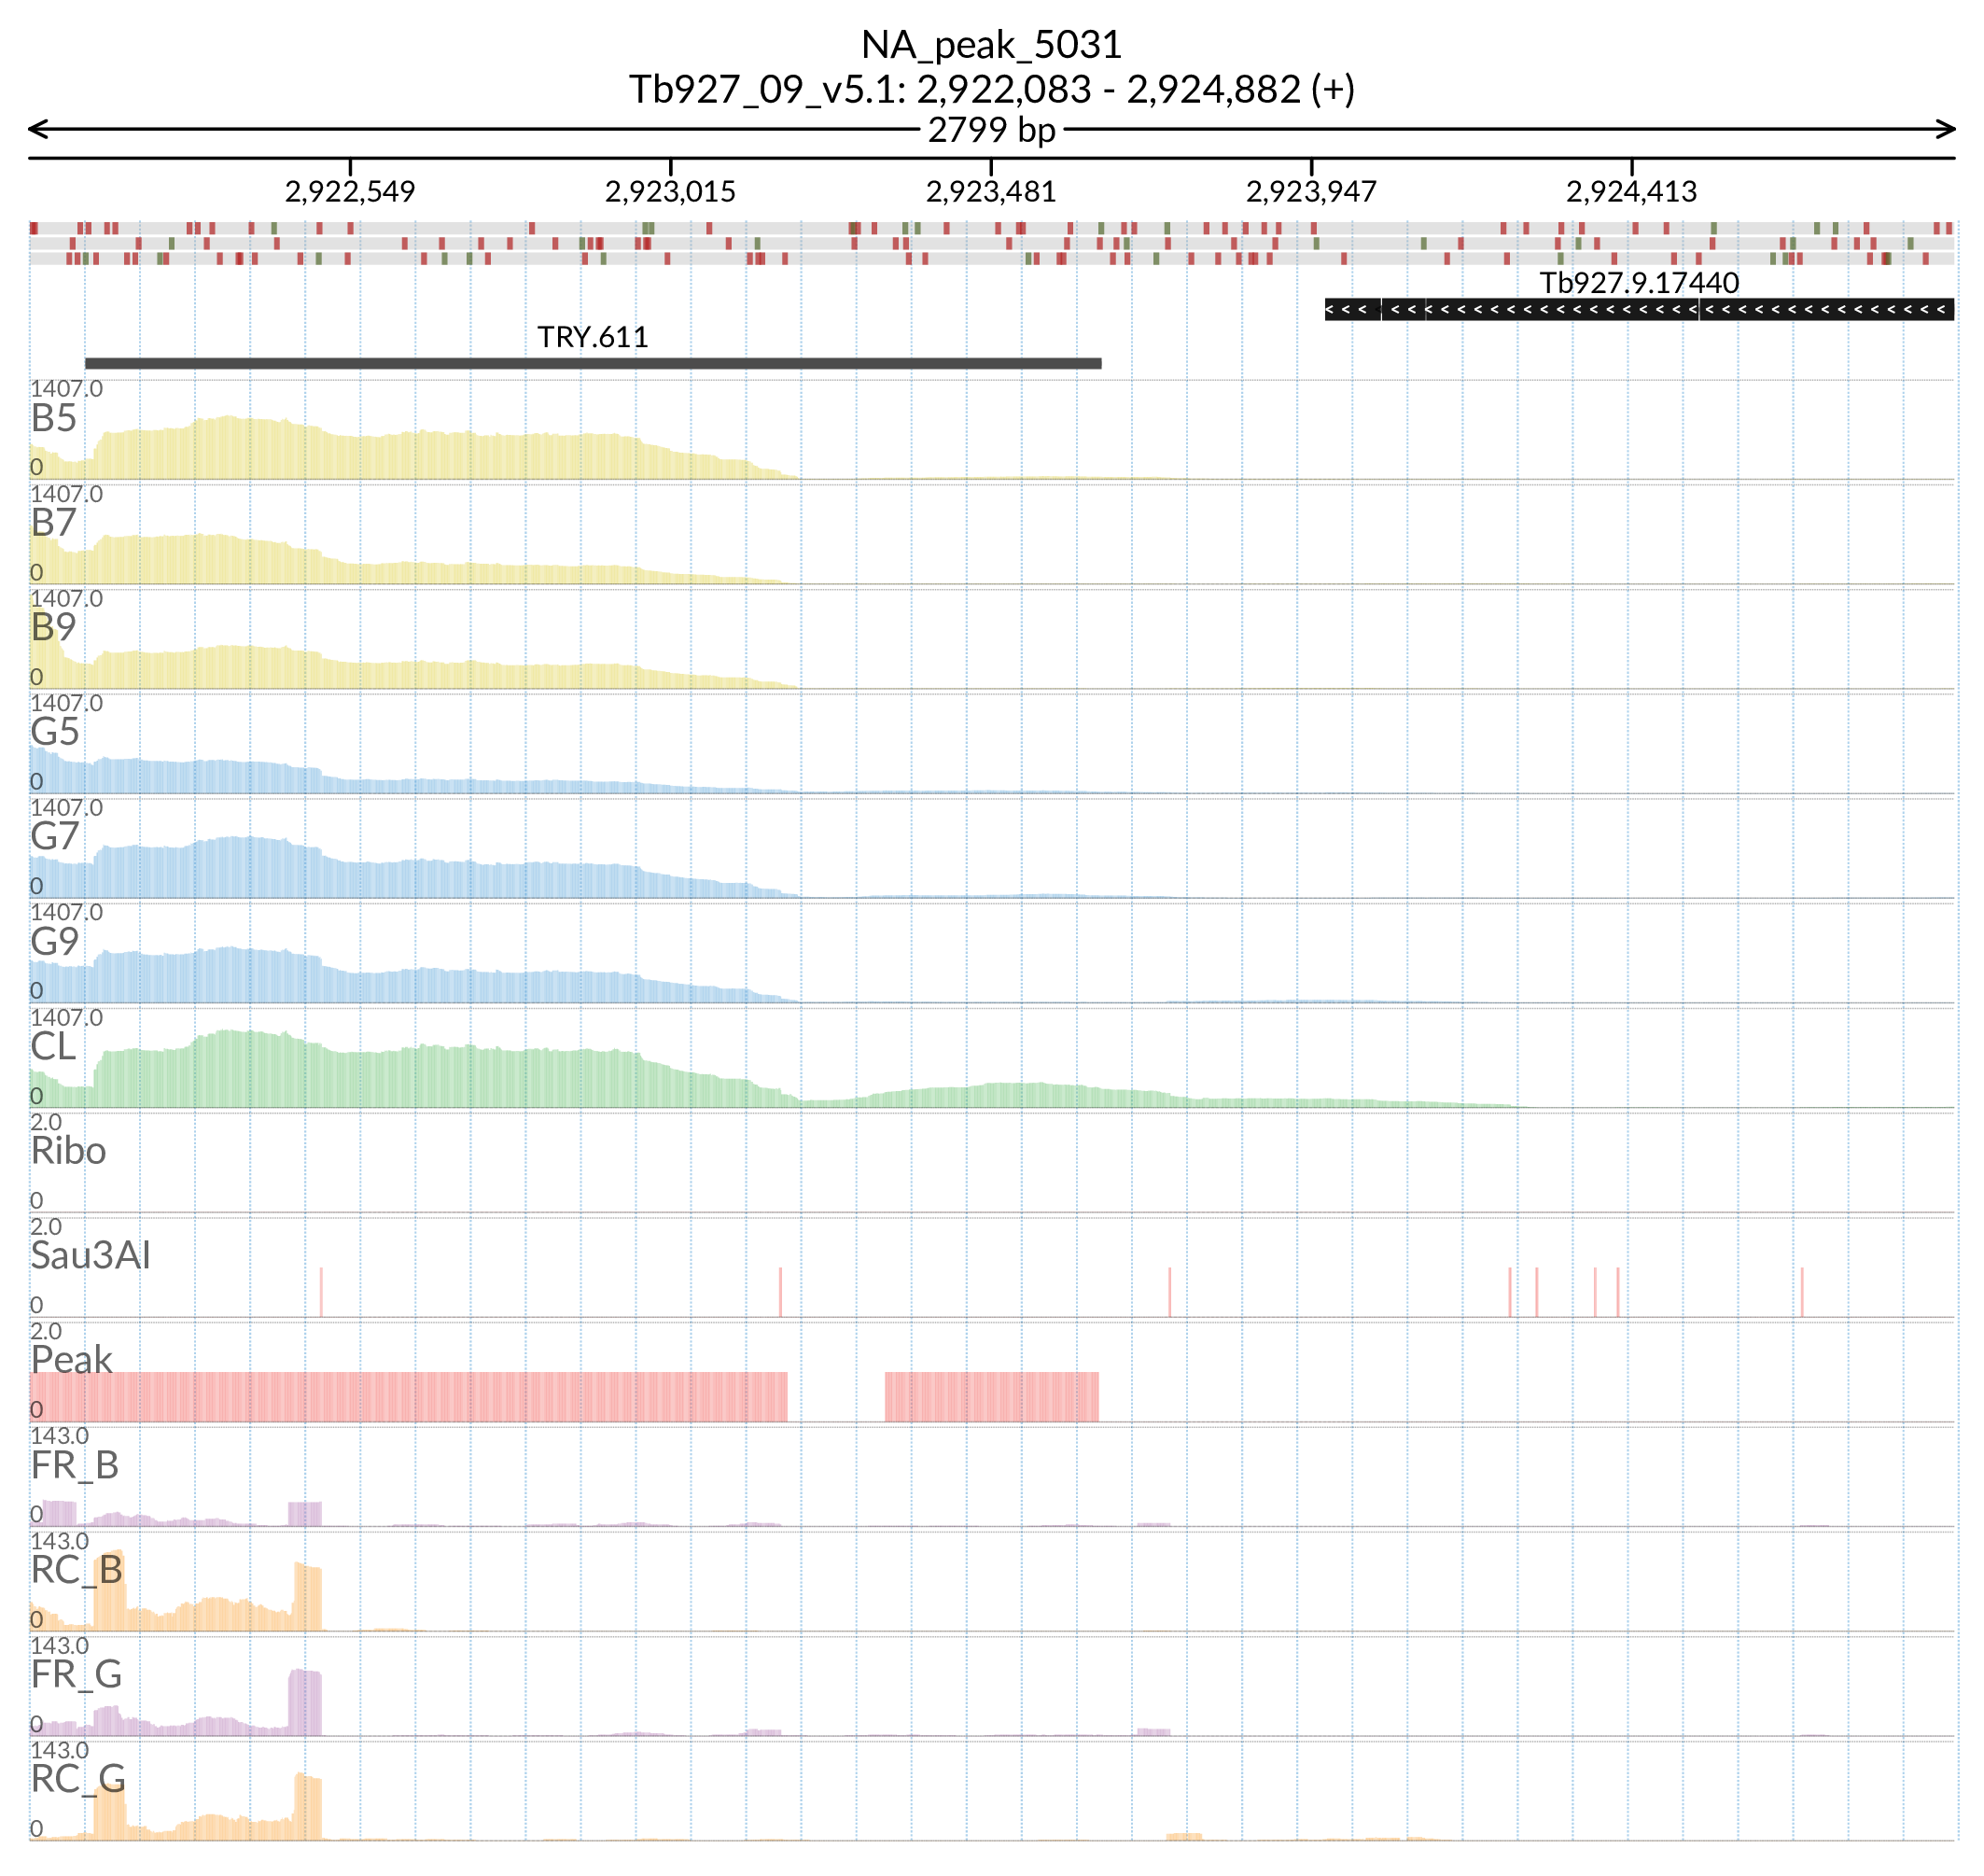 NA_peak_5031
Tb927_09_v5.1: 2,922,083 - 2,924,882 (+)
2799 bp
2,922,549 2,923,015 2,923,481 2,923,947 2,924,413
Tb927.9.17440
TRY.611
1407.0
B5
0
1407.0
B7
0
1407.0
B9
0
1407.0
G5
0
1407.0
G7
0
1407.0
G9
0
1407.0
CL
0
2.0
Ribo
0
2.0
Sau3AI
0
2.0
Peak
0
143.0
FR_B
0
143.0
RC_B
0
143.0
FR_G
0
143.0
RC_G
0